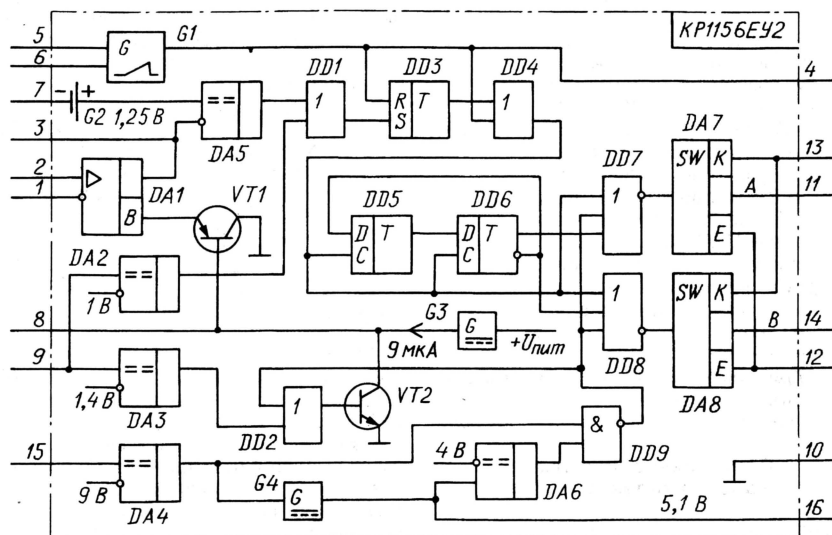 КР1156ЕУ2
5
G
G1
6
4
7
- +
G2 1,25 В
==
DA5
DD1
1
DD3
R T
S
DD4
1
3
DA7
SW K
13
2
1
DA1
B
VT1
DD7
1
A
11
E
DD5
D T
C
DD6
D T
C
DA2
==
1 В
DD8
1
SW K
B
14
E
12
DA8
8
G3
G
9 мкА
+Uпит
9
==
1,4 В
DA3
1
DD2
VT2
&
DD9
15
==
9 В
DA4
G4
G
4 В
==
DA6
10
5,1 В
16